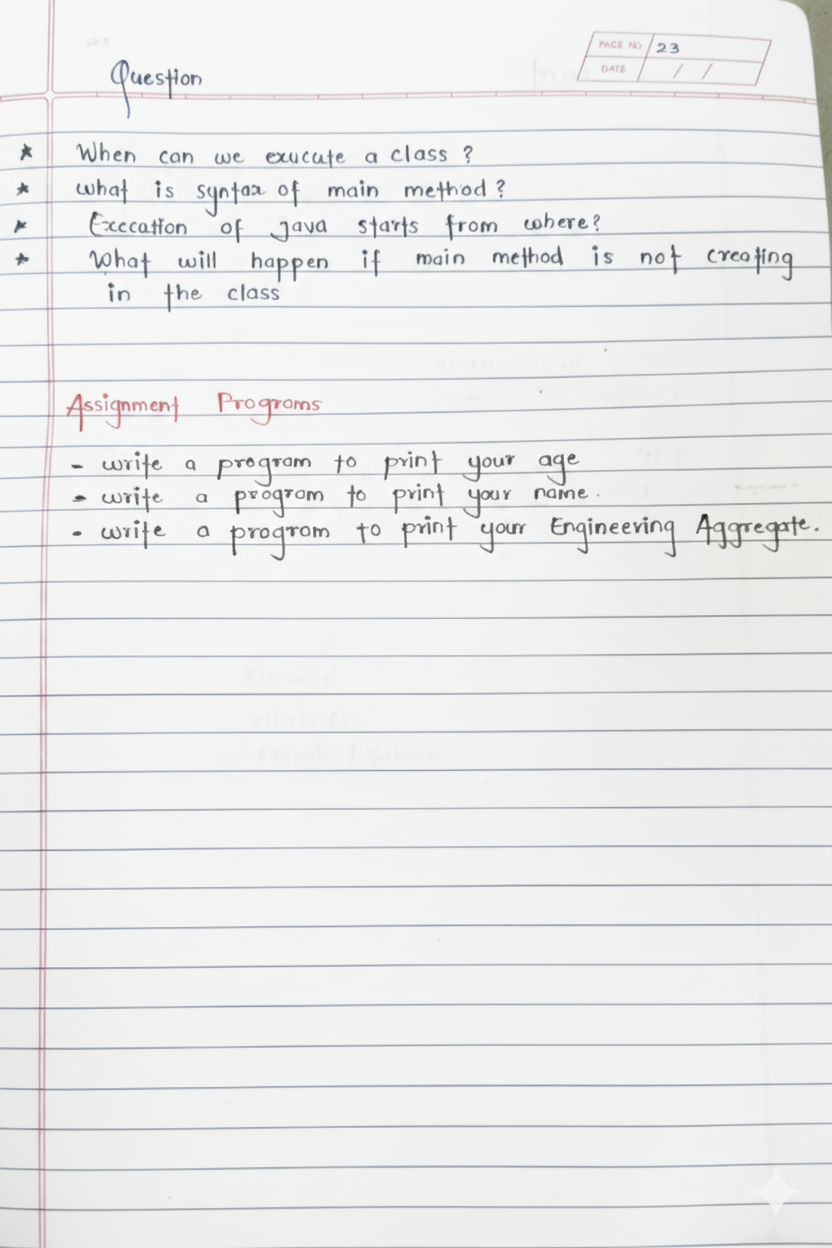 PAGE NO 23
DATE / /
Question
★ When can we exucute a class ?
★ what is syntax of main method ?
★ Exccation of java starts from where?
★ What will happen if main method is not creating
in the class
Assignment Programs
- write a program to print your age
- write a program to print your name.
- write a program to print your Engineering Aggregate.